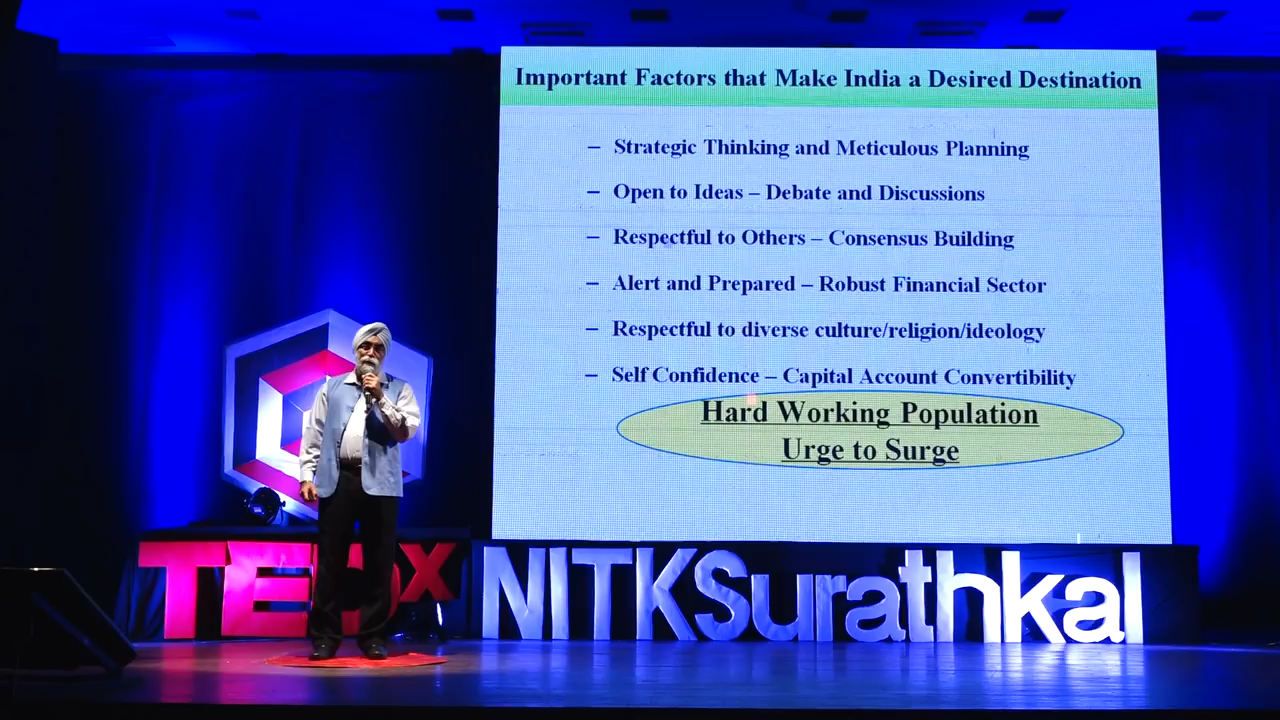 Important Factors that Make India a Desired Destination
– Strategic Thinking and Meticulous Planning
– Open to Ideas – Debate and Discussions
– Respectful to Others – Consensus Building
– Alert and Prepared – Robust Financial Sector
– Respectful to diverse culture/religion/ideology
– Self Confidence – Capital Account Convertibility
Hard Working Population
Urge to Surge
TEDx NITKSurathkal